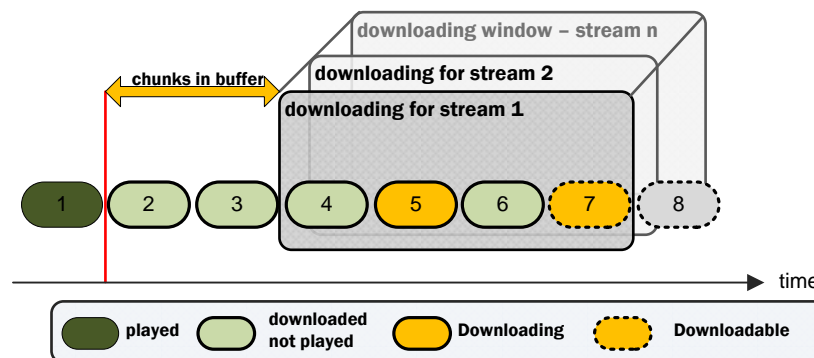 downloading window – stream n
downloading for stream 2
chunks in buffer
downloading for stream 1
1 2 3 4 5 6 7 8
time
played
downloaded
not played
Downloading
Downloadable